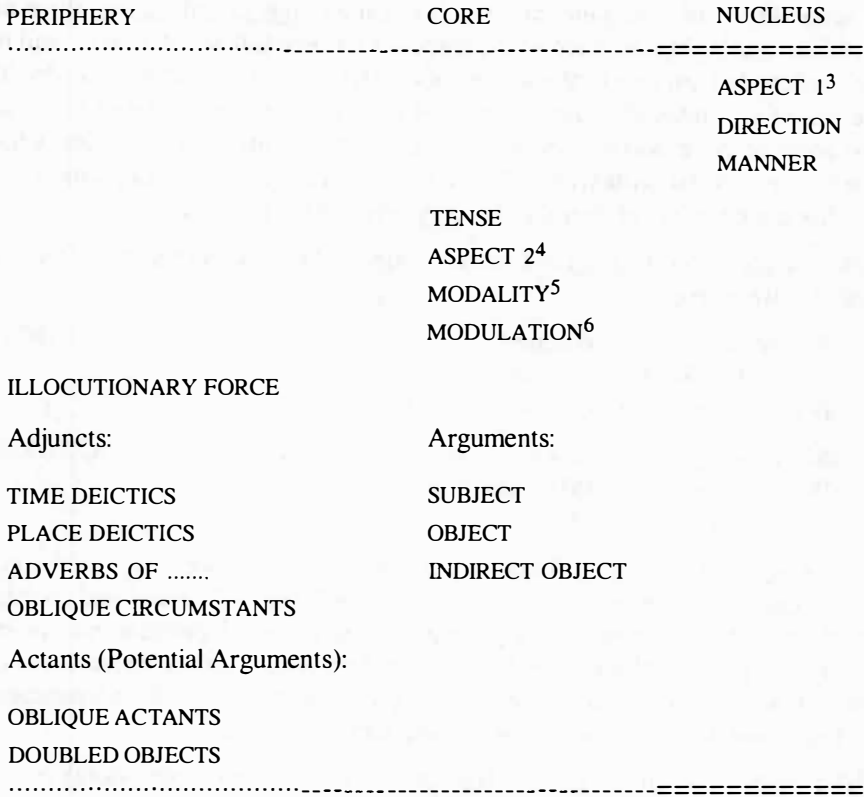 PERIPHERY CORE NUCLEUS
ASPECT 1³
DIRECTION
MANNER
TENSE
ASPECT 2⁴
MODALITY⁵
MODULATION⁶
ILLOCUTIONARY FORCE
Adjuncts: Arguments:
TIME DEICTICS SUBJECT
PLACE DEICTICS OBJECT
ADVERBS OF ....... INDIRECT OBJECT
OBLIQUE CIRCUMSTANTS
Actants (Potential Arguments):
OBLIQUE ACTANTS
DOUBLED OBJECTS